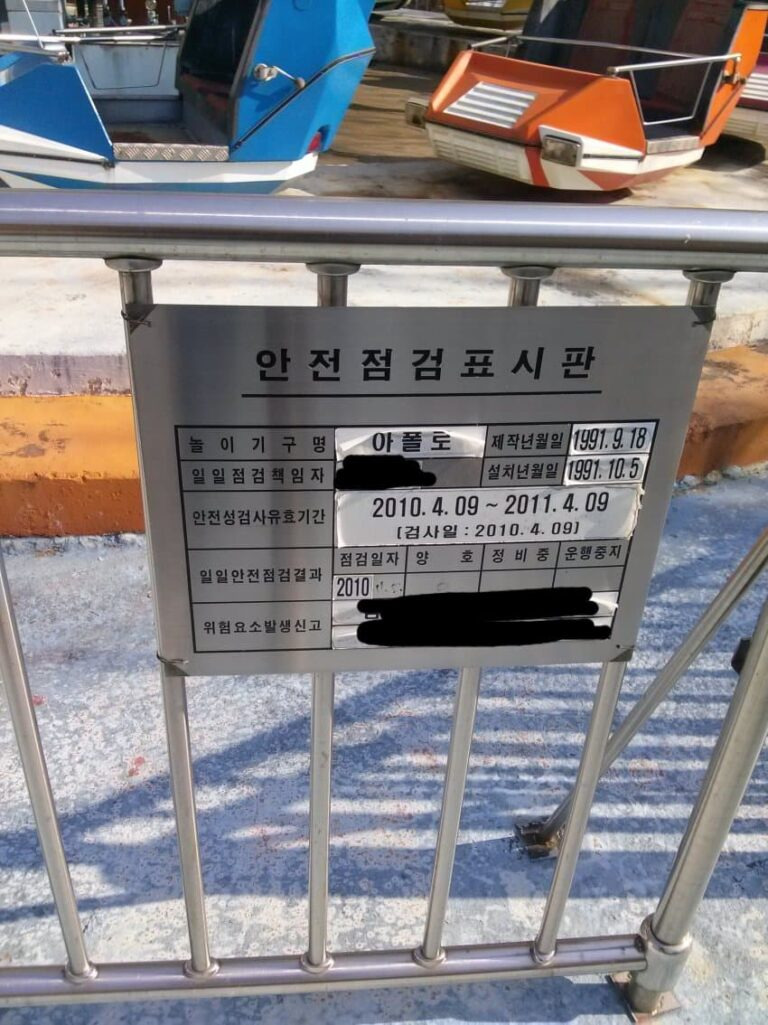 안전점검표시판
놀이기구명 아폴로 제작년월일 1991.9.18
일일점검책임자 설치년월일 1991.10.5
안전성검사유효기간 2010.4.09 ~ 2011.4.09
(검사일 : 2010.4.09)
점검일자 양호 정비중 운행중지
일일안전점검결과 2010
위험요소발생신고